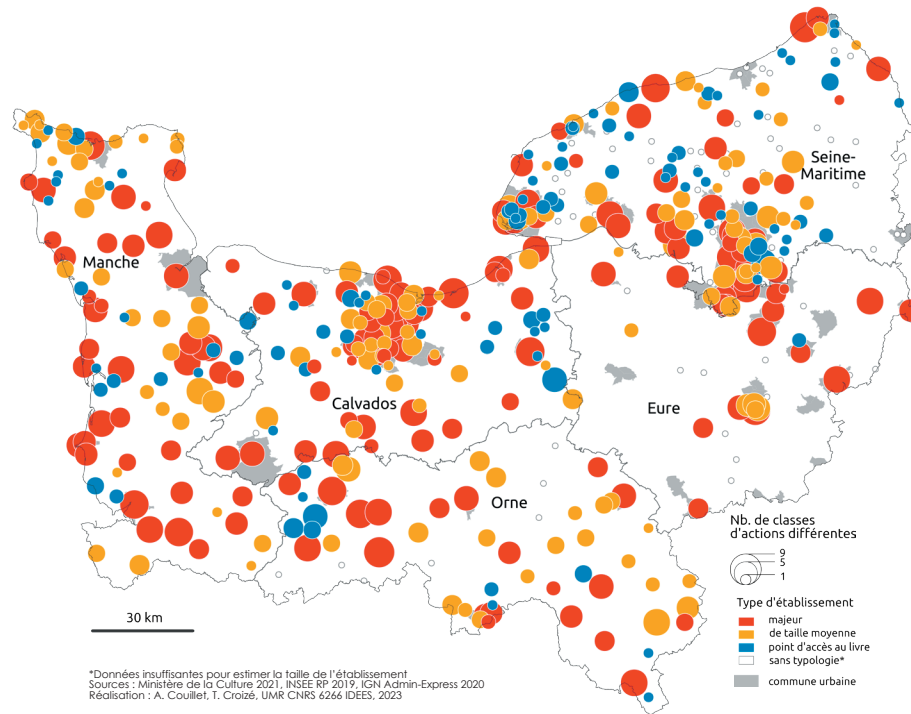 Seine-
Maritime
Manche
Calvados
Eure
Orne
Nb. de classes
d'actions différentes
9
5
1
Type d'établissement
majeur
de taille moyenne
point d'accès au livre
sans typologie*
commune urbaine
30 km
*Données insuffisantes pour estimer la taille de l'établissement
Sources : Ministère de la Culture 2021, INSEE RP 2019, IGN Admin-Express 2020
Réalisation : A. Couillet, T. Croizé, UMR CNRS 6266 IDEES, 2023